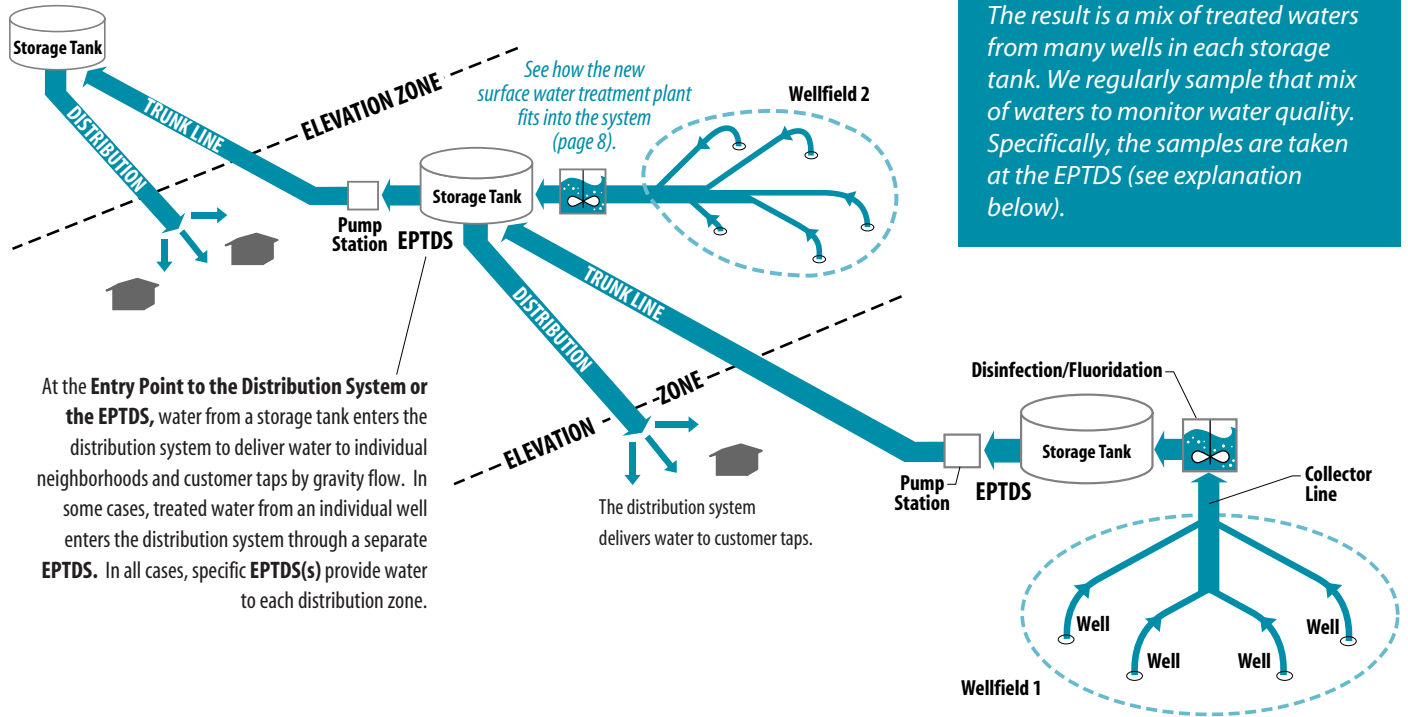 The result is a mix of treated waters
from many wells in each storage
tank. We regularly sample that mix
of waters to monitor water quality.
Specifically, the samples are taken
at the EPTDS (see explanation
below).
Storage Tank
TRUNK LINE
DISTRIBUTION
ELEVATION ZONE
See how the new
surface water treatment plant
fits into the system
(page 8).
Wellfield 2
Storage Tank
Pump
Station
EPTDS
TRUNK LINE
DISTRIBUTION
ELEVATION ZONE
At the Entry Point to the Distribution System or
the EPTDS, water from a storage tank enters the
distribution system to deliver water to individual
neighborhoods and customer taps by gravity flow. In
some cases, treated water from an individual well
enters the distribution system through a separate
EPTDS. In all cases, specific EPTDS(s) provide water
to each distribution zone.
The distribution system
delivers water to customer taps.
Disinfection/Fluoridation
Storage Tank
Pump
Station
EPTDS
Collector
Line
Well
Well
Well
Well
Wellfield 1